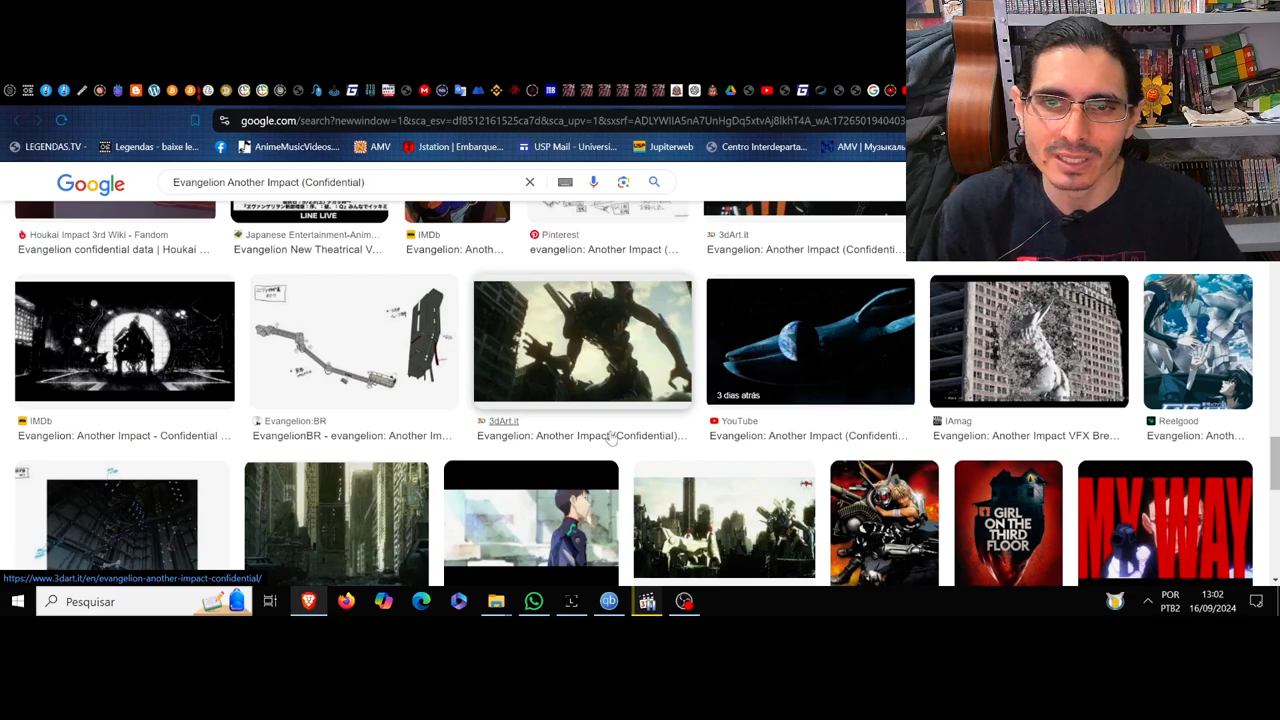 google.com/search?newwindow=1&sca_esv=df8512161525ca7d&sca_upv=1&sxsrf=ADLYWIIA5nA7UnHgDq5xtvAj8lkhT4A_wA:1726501940403
LEGENDAS.TV -
Legendas - baixe le...
AnimeMusicVideos....
AMV
Jstation | Embarque...
USP Mail - Universi...
Jupiterweb
Centro Interdeparta...
AMV | Музыкаль
Google
Evangelion Another Impact (Confidential)
LINE LIVE
Houkai Impact 3rd Wiki - Fandom
Evangelion confidential data | Houkai ...
Japanese Entertainment-Anim...
Evangelion New Theatrical V...
IMDb
Evangelion: Anoth...
Pinterest
evangelion: Another Impact (...
3dArt.it
Evangelion: Another Impact (Confidenti...
3 dias atrás
IMDb
Evangelion: Another Impact - Confidential ...
Evangelion:BR
EvangelionBR - evangelion: Another Im...
3dArt.it
Evangelion: Another Impact (Confidential)...
YouTube
Evangelion: Another Impact (Confidenti...
IAmag
Evangelion: Another Impact VFX Bre...
Reelgood
Evangelion: Anoth...
GIRL
ON THE
THIRD
FLOOR
MY WAY
https://www.3dart.it/en/evangelion-another-impact-confidential/
Pesquisar
POR
PTB2
13:02
16/09/2024